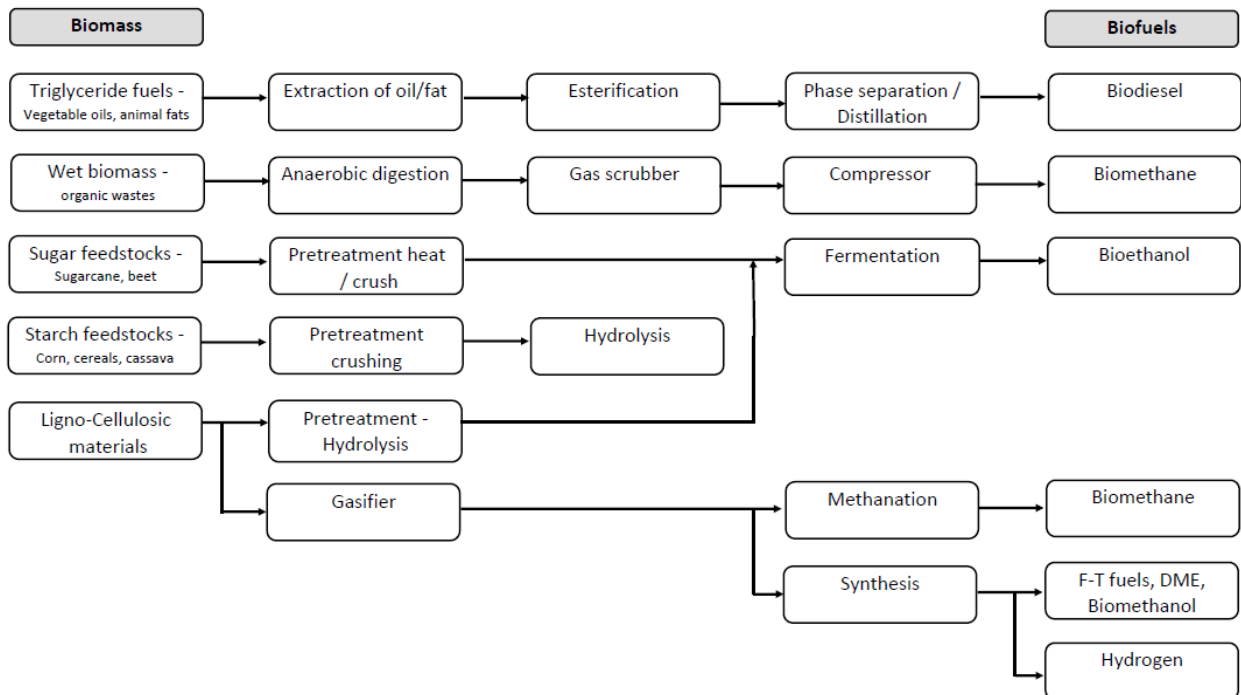 Biomass
Biofuels
Triglyceride fuels -
Vegetable oils, animal fats
Extraction of oil/fat
Esterification
Phase separation /
Distillation
Biodiesel
Wet biomass -
organic wastes
Anaerobic digestion
Gas scrubber
Compressor
Biomethane
Sugar feedstocks -
Sugarcane, beet
Pretreatment heat
/ crush
Fermentation
Bioethanol
Starch feedstocks -
Corn, cereals, cassava
Pretreatment
crushing
Hydrolysis
Ligno-Cellulosic
materials
Pretreatment -
Hydrolysis
Gasifier
Methanation
Biomethane
Synthesis
F-T fuels, DME,
Biomethanol
Hydrogen